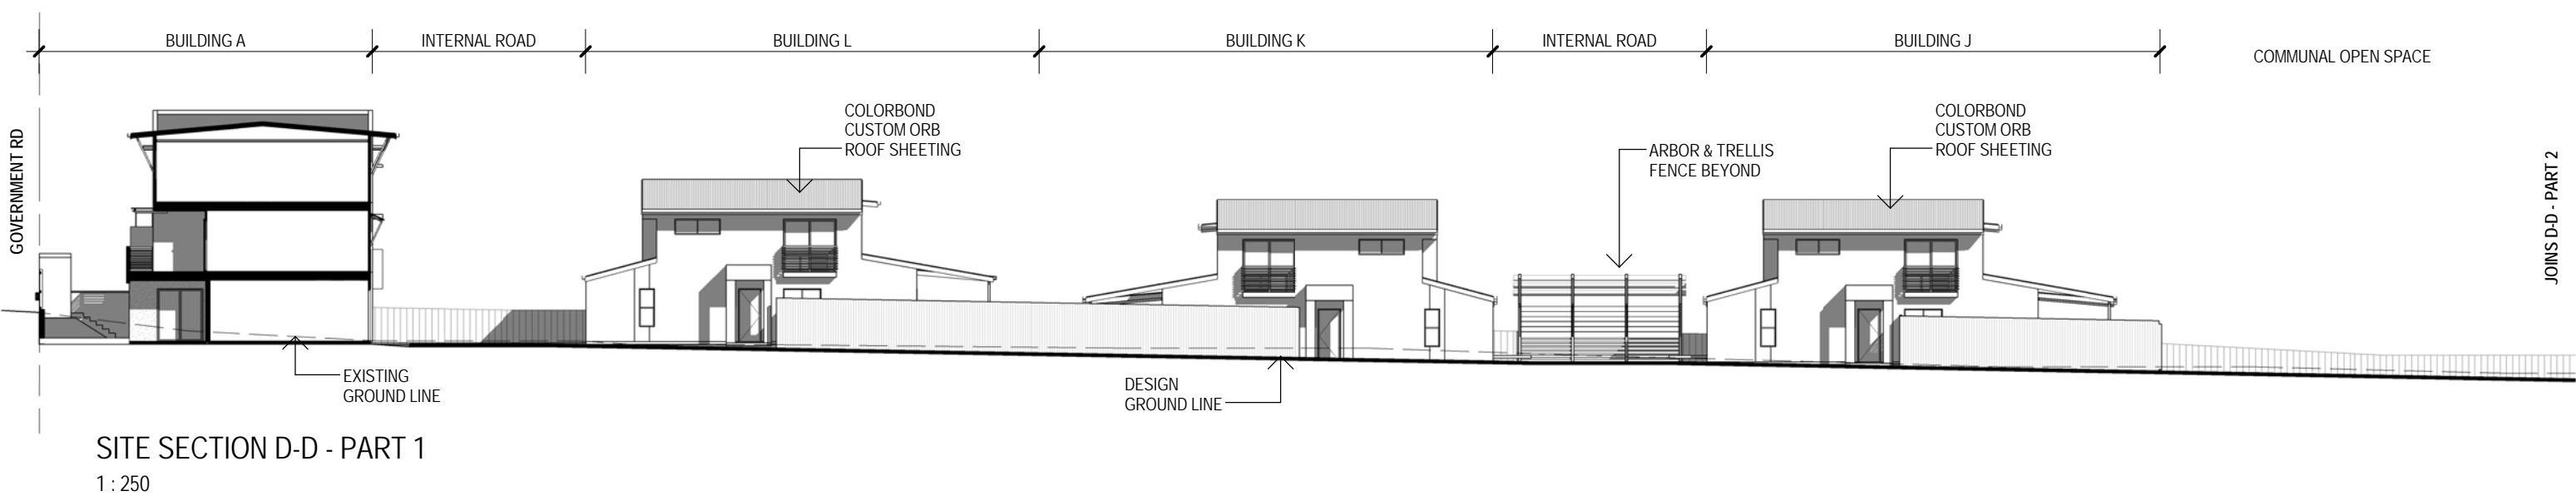 BUILDING A
INTERNAL ROAD
BUILDING L
BUILDING K
INTERNAL ROAD
BUILDING J
COMMUNAL OPEN SPACE
GOVERNMENT RD
COLORBOND
CUSTOM ORB
ROOF SHEETING
ARBOR & TRELLIS
FENCE BEYOND
COLORBOND
CUSTOM ORB
ROOF SHEETING
JOINS D-D - PART 2
EXISTING
GROUND LINE
DESIGN
GROUND LINE
SITE SECTION D-D - PART 1
1 : 250